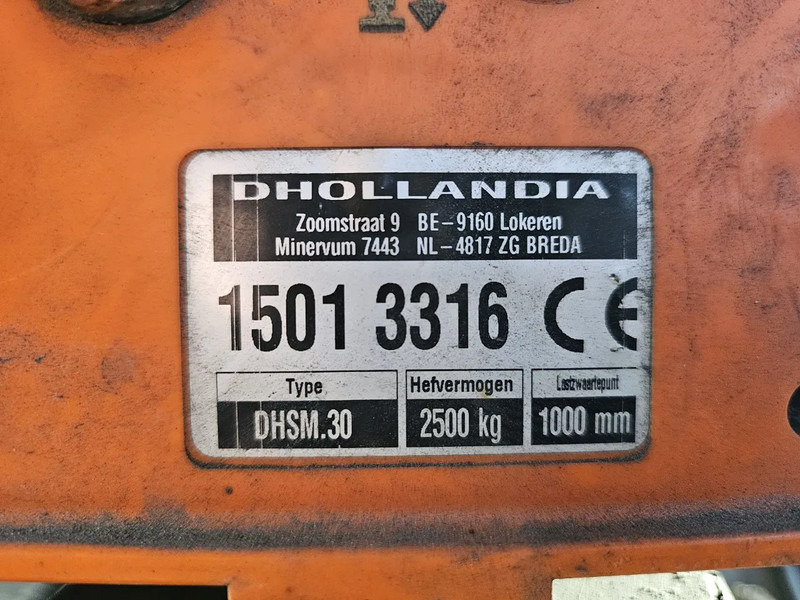 DHOLLANDIA
Zoomstraat 9 BE-9160 Lokeren
Minervum 7443 NL-4817 ZG BREDA
1501 3316 CE
Type Hefvermogen Lastzwaartepunt
DHSM.30 2500 kg 1000 mm